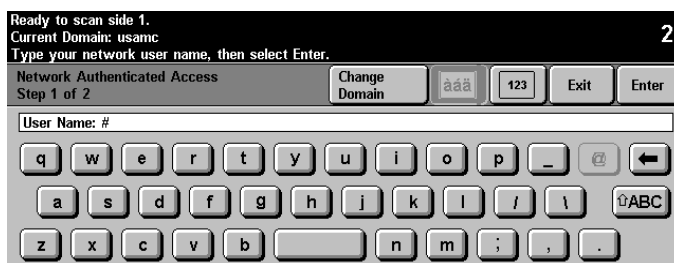 Ready to scan side 1.
2
Current Domain: usamc
Type your network user name, then select Enter.
Network Authenticated Access
Step 1 of 2
Change
Domain
àáä
123
Exit
Enter
User Name: #
q w e r t y u i o p _ @ ←
a s d f g h j k l / \ ⇧ABC
z x c v b n m ; , .